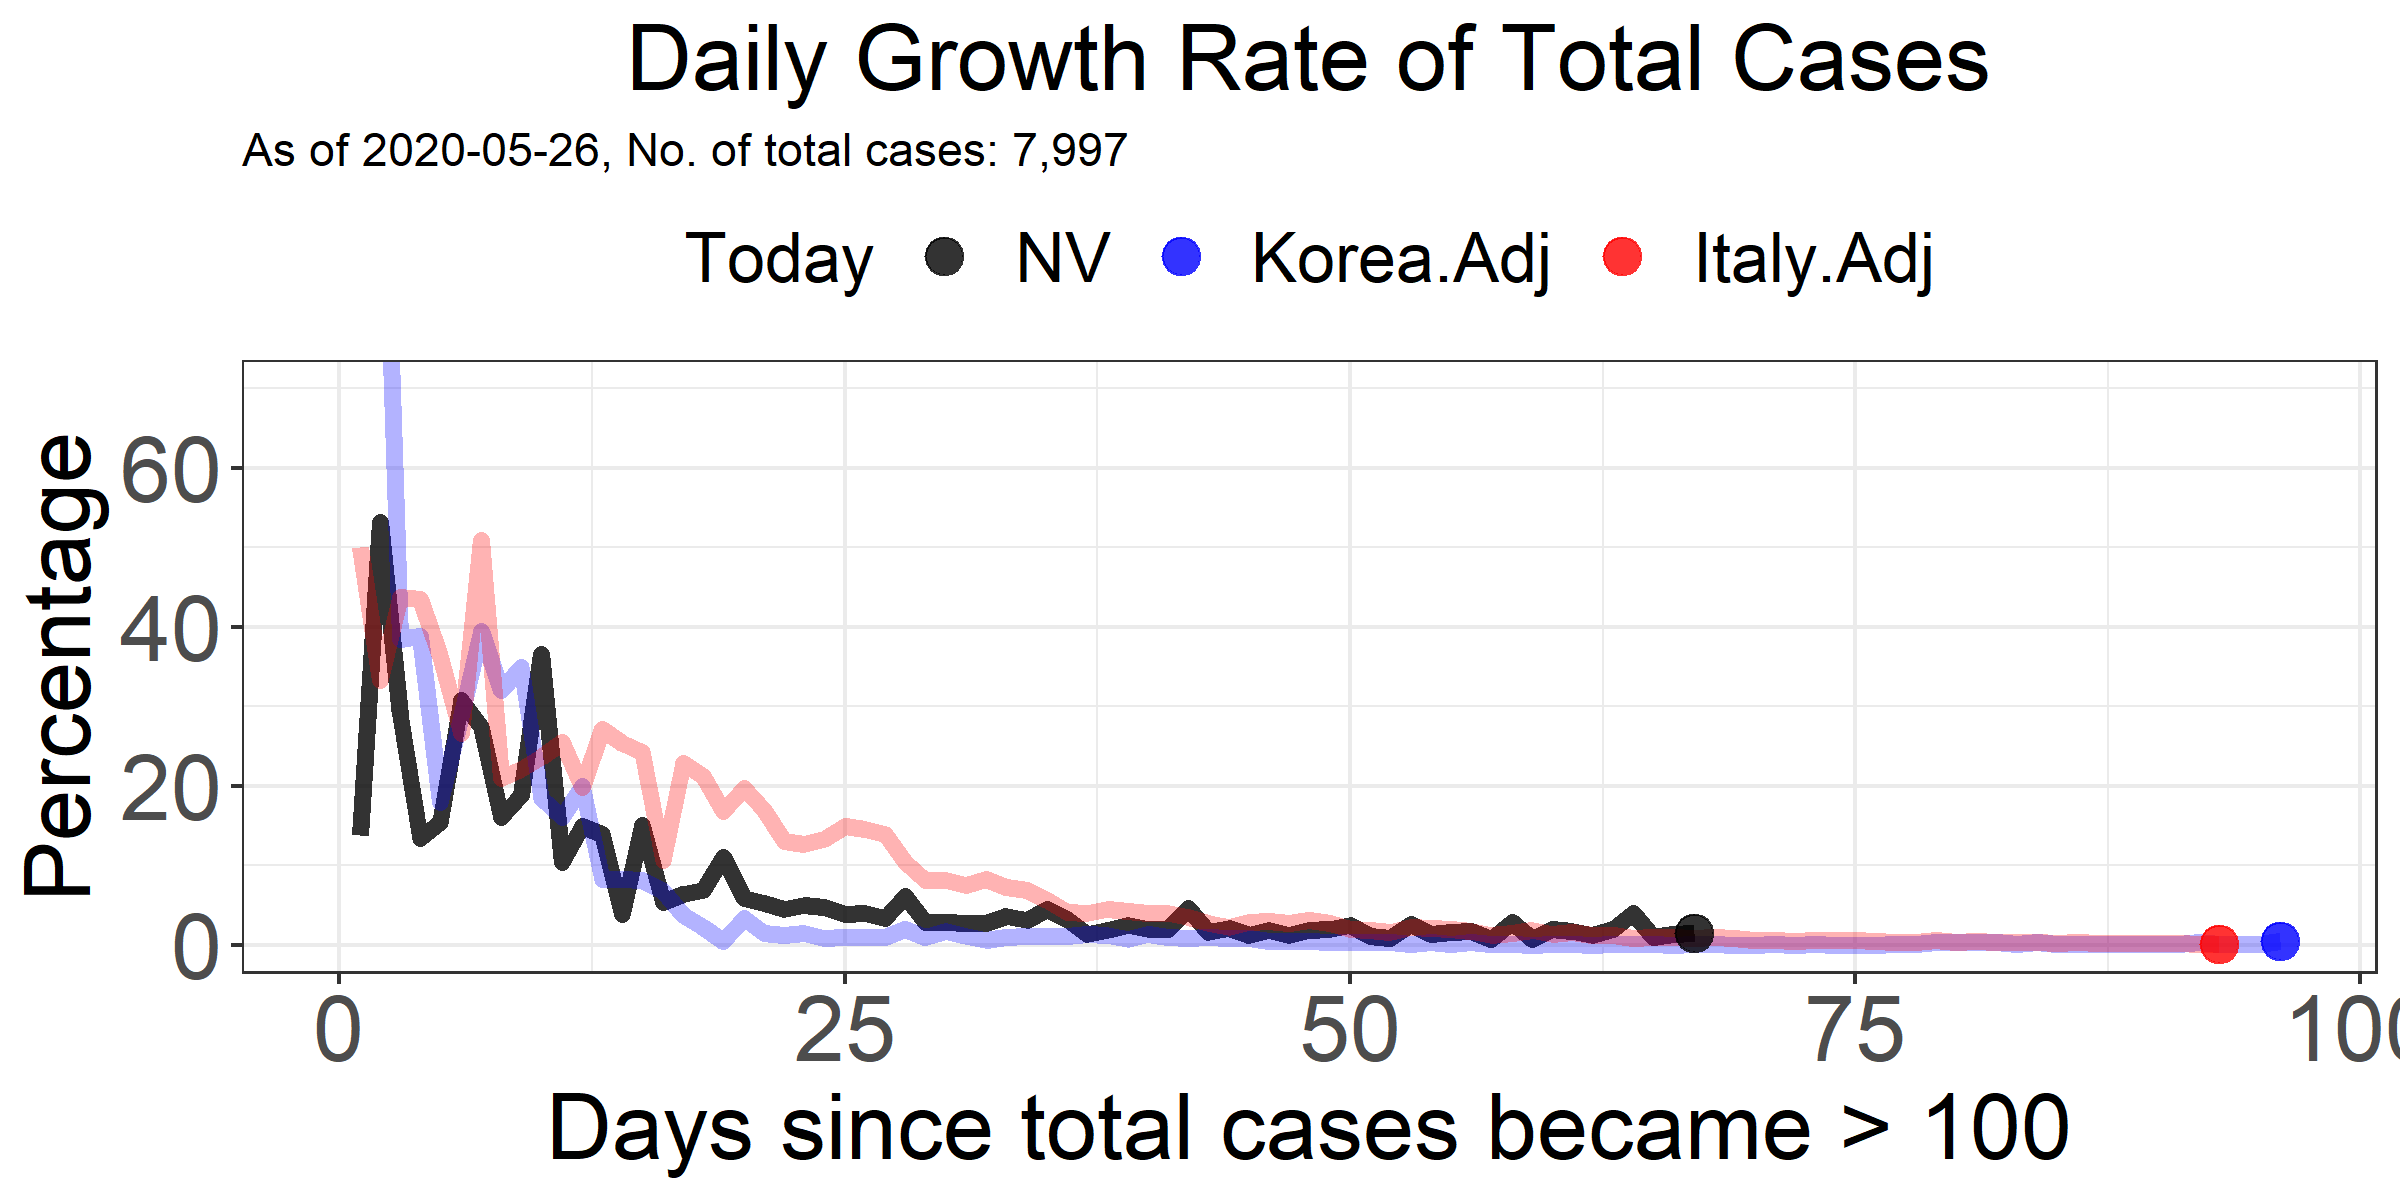 Daily Growth Rate of Total Cases
As of 2020-05-26, No. of total cases: 7,997
Today NV Korea.Adj Italy.Adj
Percentage
60
40
20
0
0 25 50 75 100
Days since total cases became > 100